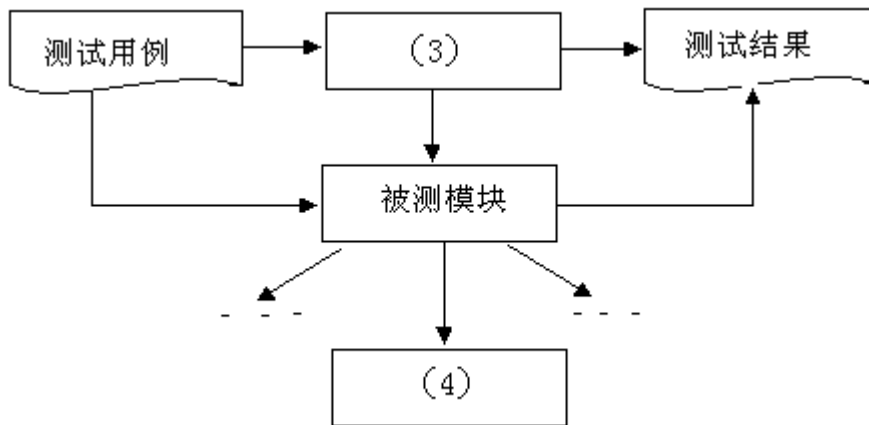 测试用例
(3)
测试结果
被测模块
- - -
- - -
(4)